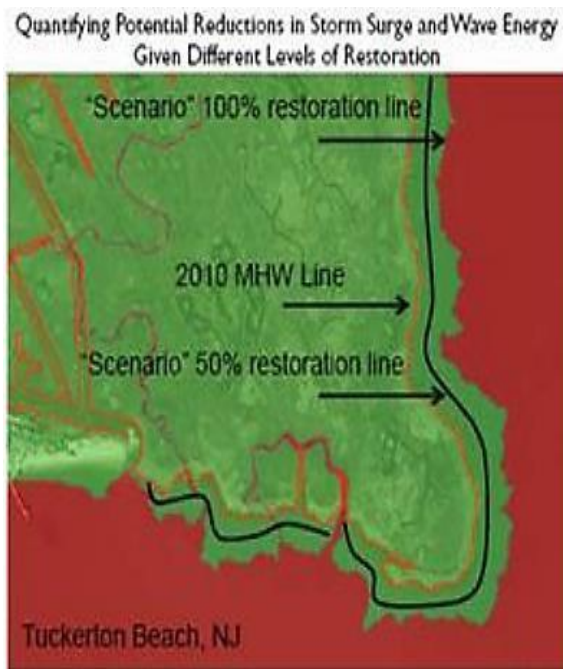 Quantifying Potential Reductions in Storm Surge and Wave Energy
Given Different Levels of Restoration
"Scenario" 100% restoration line
2010 MHW Line
"Scenario" 50% restoration line
Tuckerton Beach, NJ